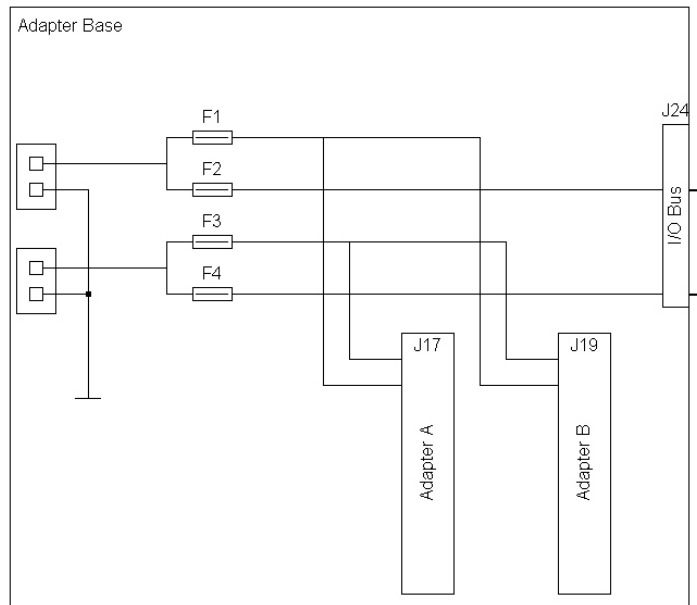 Adapter Base
F1
J24
F2
I/O Bus
F3
F4
J17
J19
Adapter A
Adapter B